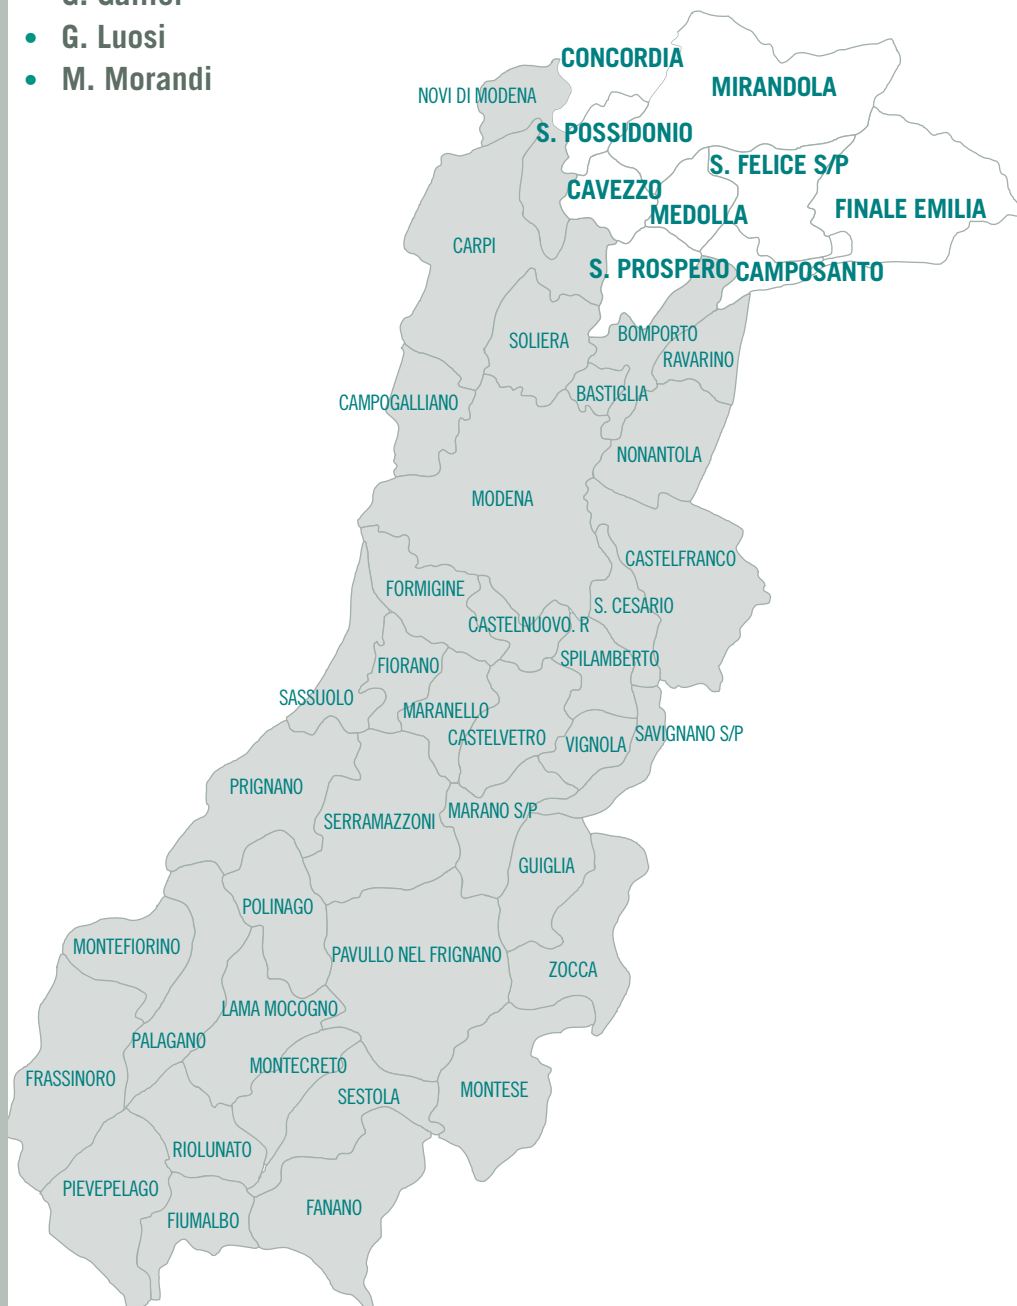 • G. Luosi
• M. Morandi
CONCORDIA
MIRANDOLA
NOVI DI MODENA
S. POSSIDONIO
S. FELICE S/P
CAVEZZO
MEDOLLA
FINALE EMILIA
CARPI
S. PROSPERO
CAMPOSANTO
SOLIERA
BOMPORTO
RAVARINO
BASTIGLIA
CAMPOGALLIANO
NONANTOLA
MODENA
CASTELFRANCO
FORMIGINE
S. CESARIO
CASTELNUOVO. R
SPILAMBERTO
FIORANO
SASSUOLO
MARANELLO
CASTELVETRO
VIGNOLA
SAVIGNANO S/P
PRIGNANO
SERRAMAZZONI
MARANO S/P
GUIGLIA
POLINAGO
MONTEFIORINO
PAVULLO NEL FRIGNANO
ZOCCA
LAMA MOCOGNO
PALAGANO
MONTECRETO
FRASSINORO
SESTOLA
MONTESE
RIOLUNATO
PIEVEPELAGO
FIUMALBO
FANANO